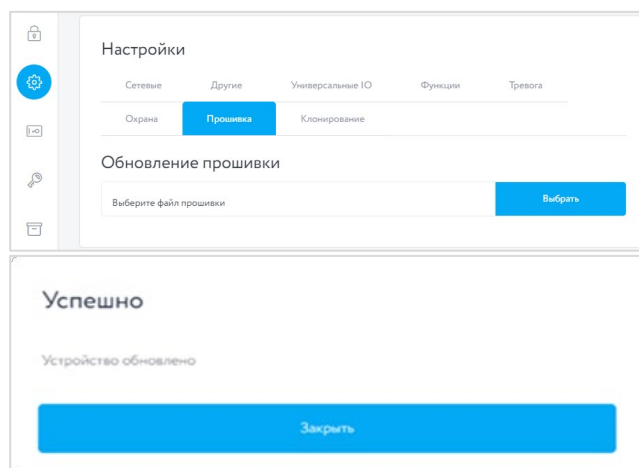 Настройки
Сетевые Другие Универсальные IO Функции Тревога
Охрана Прошивка Клонирование
Обновление прошивки
Выберите файл прошивки Выбрать
Успешно
Устройство обновлено
Закрыть